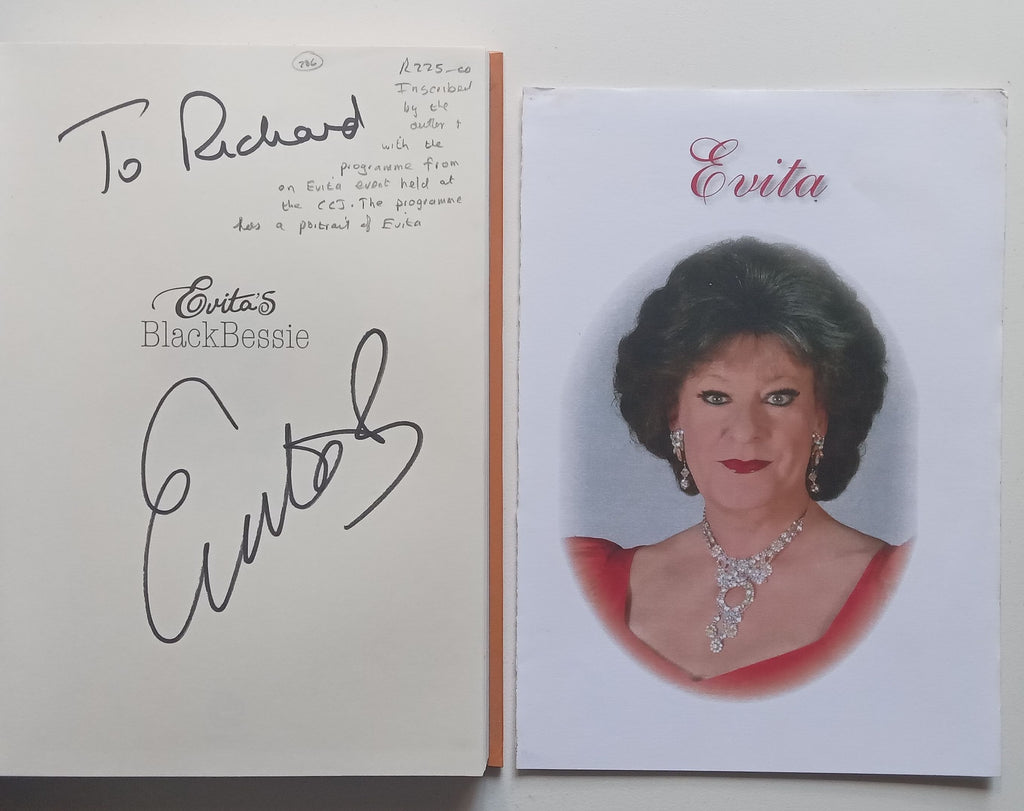 286
R225-00
Inscribed
by the
author +
with the
programme from
an Evita event held at
the CCJ. The programme
has a portrait of Evita
To Richard
Evita's
BlackBessie
Evita B
Evita